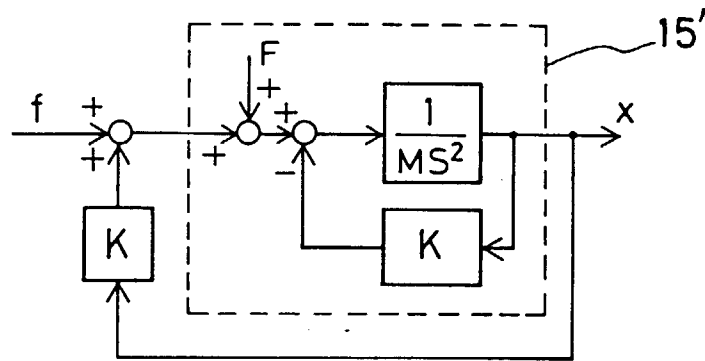 15'
F
+
f
+
+
+
+
-
1
MS²
x
K
K